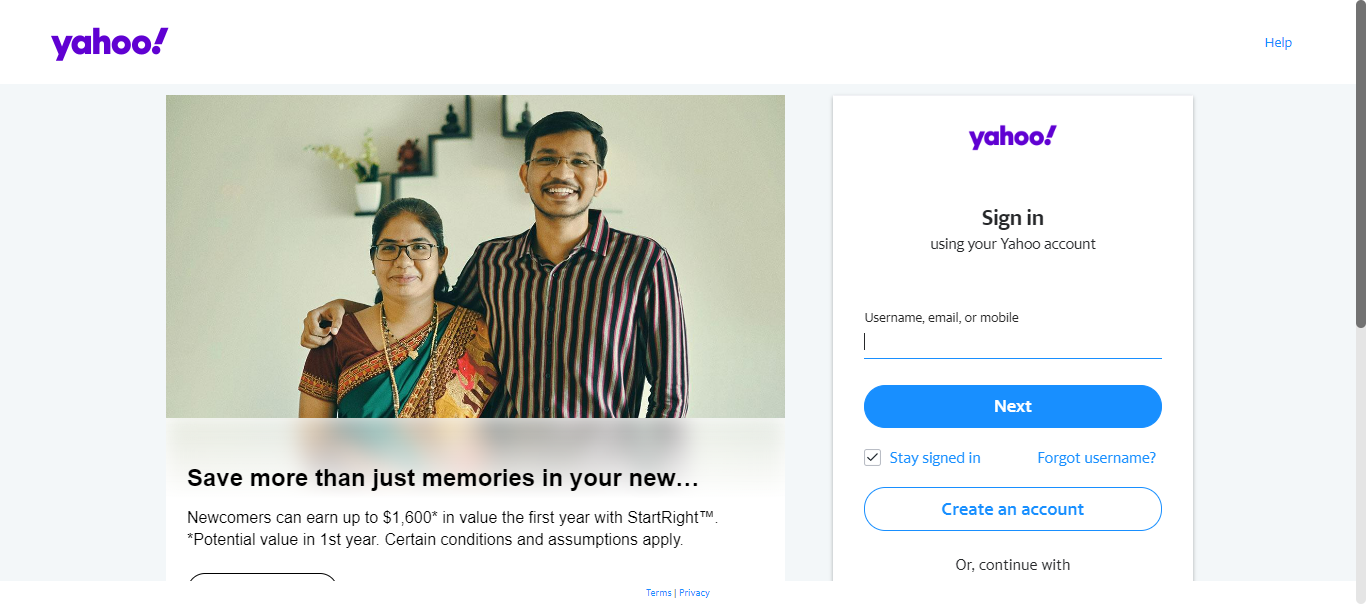 yahoo!
Help
Save more than just memories in your new…
Newcomers can earn up to $1,600* in value the first year with StartRight™.
*Potential value in 1st year. Certain conditions and assumptions apply.
yahoo!
Sign in
using your Yahoo account
Username, email, or mobile
Next
Stay signed in
Forgot username?
Create an account
Or, continue with
Terms | Privacy